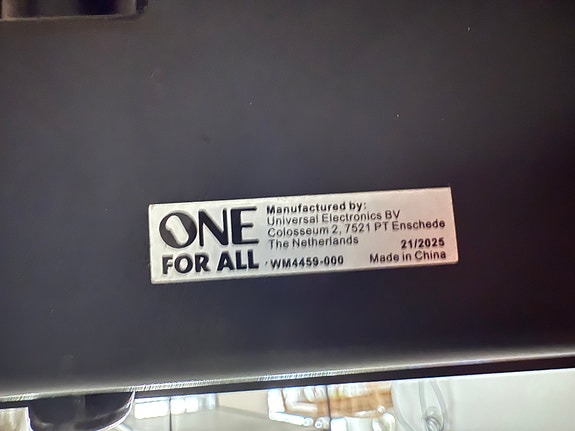 ONE
FOR ALL
Manufactured by:
Universal Electronics BV
Colosseum 2, 7521 PT Enschede
The Netherlands
21/2025
WM4459-000
Made in China